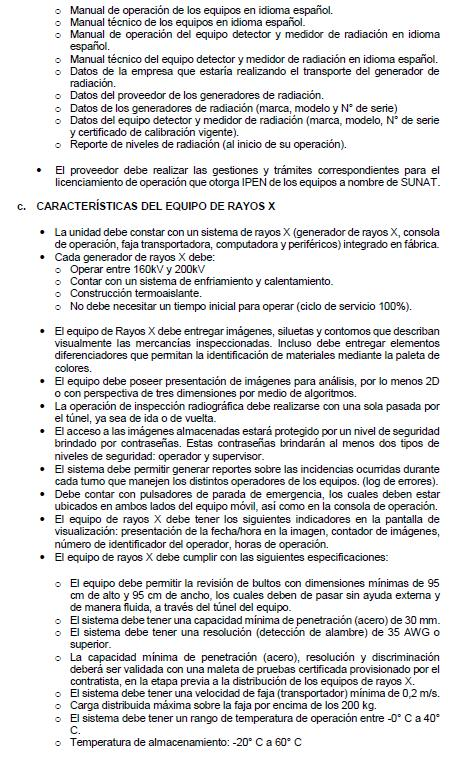 o Manual de operación de los equipos en idioma español.
o Manual técnico de los equipos en idioma español.
o Manual de operación del equipo detector y medidor de radiación en idioma
español.
o Manual técnico del equipo detector y medidor de radiación en idioma español.
o Datos de la empresa que estaría realizando el transporte del generador de
radiación.
o Datos del proveedor de los generadores de radiación.
o Datos de los generadores de radiación (marca, modelo y N° de serie)
o Datos del equipo detector y medidor de radiación (marca, modelo, N° de serie
y certificado de calibración vigente).
o Reporte de niveles de radiación (al inicio de su operación).
• El proveedor debe realizar las gestiones y trámites correspondientes para el
licenciamiento de operación que otorga IPEN de los equipos a nombre de SUNAT.
c. CARACTERÍSTICAS DEL EQUIPO DE RAYOS X
• La unidad debe constar con un sistema de rayos X (generador de rayos X, consola
de operación, faja transportadora, computadora y periféricos) integrado en fábrica.
• Cada generador de rayos X debe:
o Operar entre 160kV y 200kV
o Contar con un sistema de enfriamiento y calentamiento.
o Construcción termoaislante.
o No debe necesitar un tiempo inicial para operar (ciclo de servicio 100%).
• El equipo de Rayos X debe entregar imágenes, siluetas y contornos que describan
visualmente las mercancías inspeccionadas. Incluso debe entregar elementos
diferenciadores que permitan la identificación de materiales mediante la paleta de
colores.
• El equipo debe poseer presentación de imágenes para análisis, por lo menos 2D
o con perspectiva de tres dimensiones por medio de algoritmos.
• La operación de inspección radiográfica debe realizarse con una sola pasada por
el túnel, ya sea de ida o de vuelta.
• El acceso a las imágenes almacenadas estará protegido por un nivel de seguridad
brindado por contraseñas. Estas contraseñas brindarán al menos dos tipos de
niveles de seguridad: operador y supervisor.
• El sistema debe permitir generar reportes sobre las incidencias ocurridas durante
cada turno que manejen los distintos operadores de los equipos. (log de errores).
• Debe contar con pulsadores de parada de emergencia, los cuales deben estar
ubicados en ambos lados del equipo móvil, así como en la consola de operación.
• El equipo de rayos X debe tener los siguientes indicadores en la pantalla de
visualización: presentación de la fecha/hora en la imagen, contador de imágenes,
número de identificador del operador, horas de operación.
• El equipo de rayos X debe cumplir con las siguientes especificaciones:
o El equipo debe permitir la revisión de bultos con dimensiones mínimas de 95
cm de alto y 95 cm de ancho, los cuales deben de pasar sin ayuda externa y
de manera fluida, a través del túnel del equipo.
o El sistema debe tener una capacidad mínima de penetración (acero) de 30 mm.
o El sistema debe tener una resolución (detección de alambre) de 35 AWG o
superior.
o La capacidad mínima de penetración (acero), resolución y discriminación
deberá ser validada con una maleta de pruebas certificada provisionado por el
contratista, en la etapa previa a la distribución de los equipos de rayos X.
o El sistema debe tener una velocidad de faja (transportador) mínima de 0,2 m/s.
o Carga distribuida máxima sobre la faja por encima de los 200 kg.
o El sistema debe tener un rango de temperatura de operación entre -0° C a 40°
C.
o Temperatura de almacenamiento: -20° C a 60° C